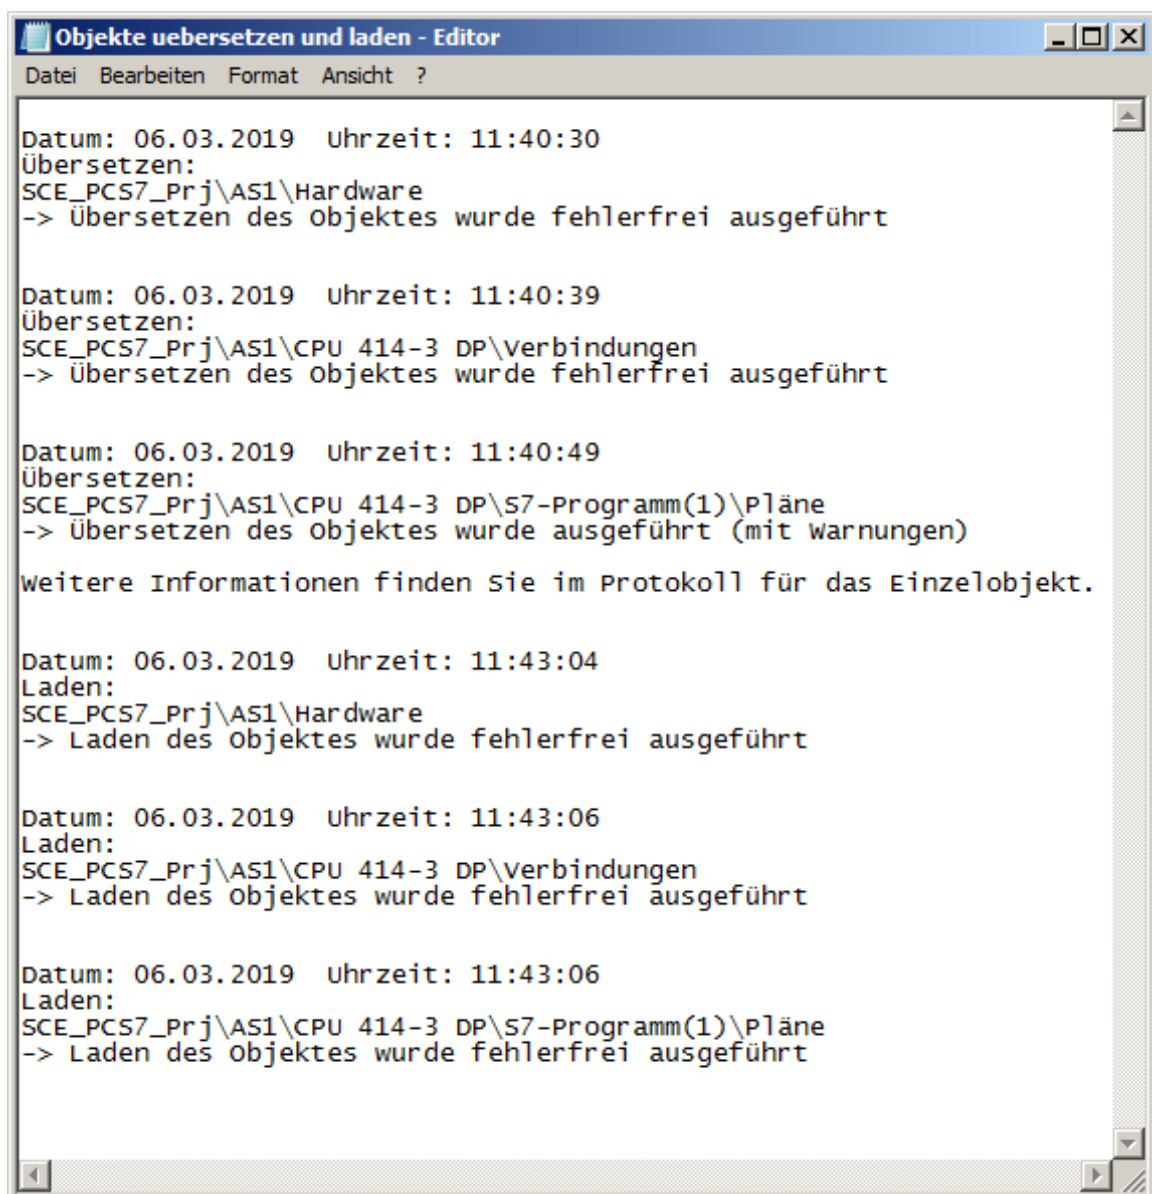 Objekte uebersetzen und laden - Editor
Datei Bearbeiten Format Ansicht ?
Datum: 06.03.2019 Uhrzeit: 11:40:30
Übersetzen:
SCE_PCS7_Prj\AS1\Hardware
-> Übersetzen des Objektes wurde fehlerfrei ausgeführt
Datum: 06.03.2019 Uhrzeit: 11:40:39
Übersetzen:
SCE_PCS7_Prj\AS1\CPU 414-3 DP\Verbindungen
-> Übersetzen des Objektes wurde fehlerfrei ausgeführt
Datum: 06.03.2019 Uhrzeit: 11:40:49
Übersetzen:
SCE_PCS7_Prj\AS1\CPU 414-3 DP\S7-Programm(1)\Pläne
-> Übersetzen des Objektes wurde ausgeführt (mit Warnungen)
Weitere Informationen finden Sie im Protokoll für das Einzelobjekt.
Datum: 06.03.2019 Uhrzeit: 11:43:04
Laden:
SCE_PCS7_Prj\AS1\Hardware
-> Laden des Objektes wurde fehlerfrei ausgeführt
Datum: 06.03.2019 Uhrzeit: 11:43:06
Laden:
SCE_PCS7_Prj\AS1\CPU 414-3 DP\Verbindungen
-> Laden des Objektes wurde fehlerfrei ausgeführt
Datum: 06.03.2019 Uhrzeit: 11:43:06
Laden:
SCE_PCS7_Prj\AS1\CPU 414-3 DP\S7-Programm(1)\Pläne
-> Laden des Objektes wurde fehlerfrei ausgeführt